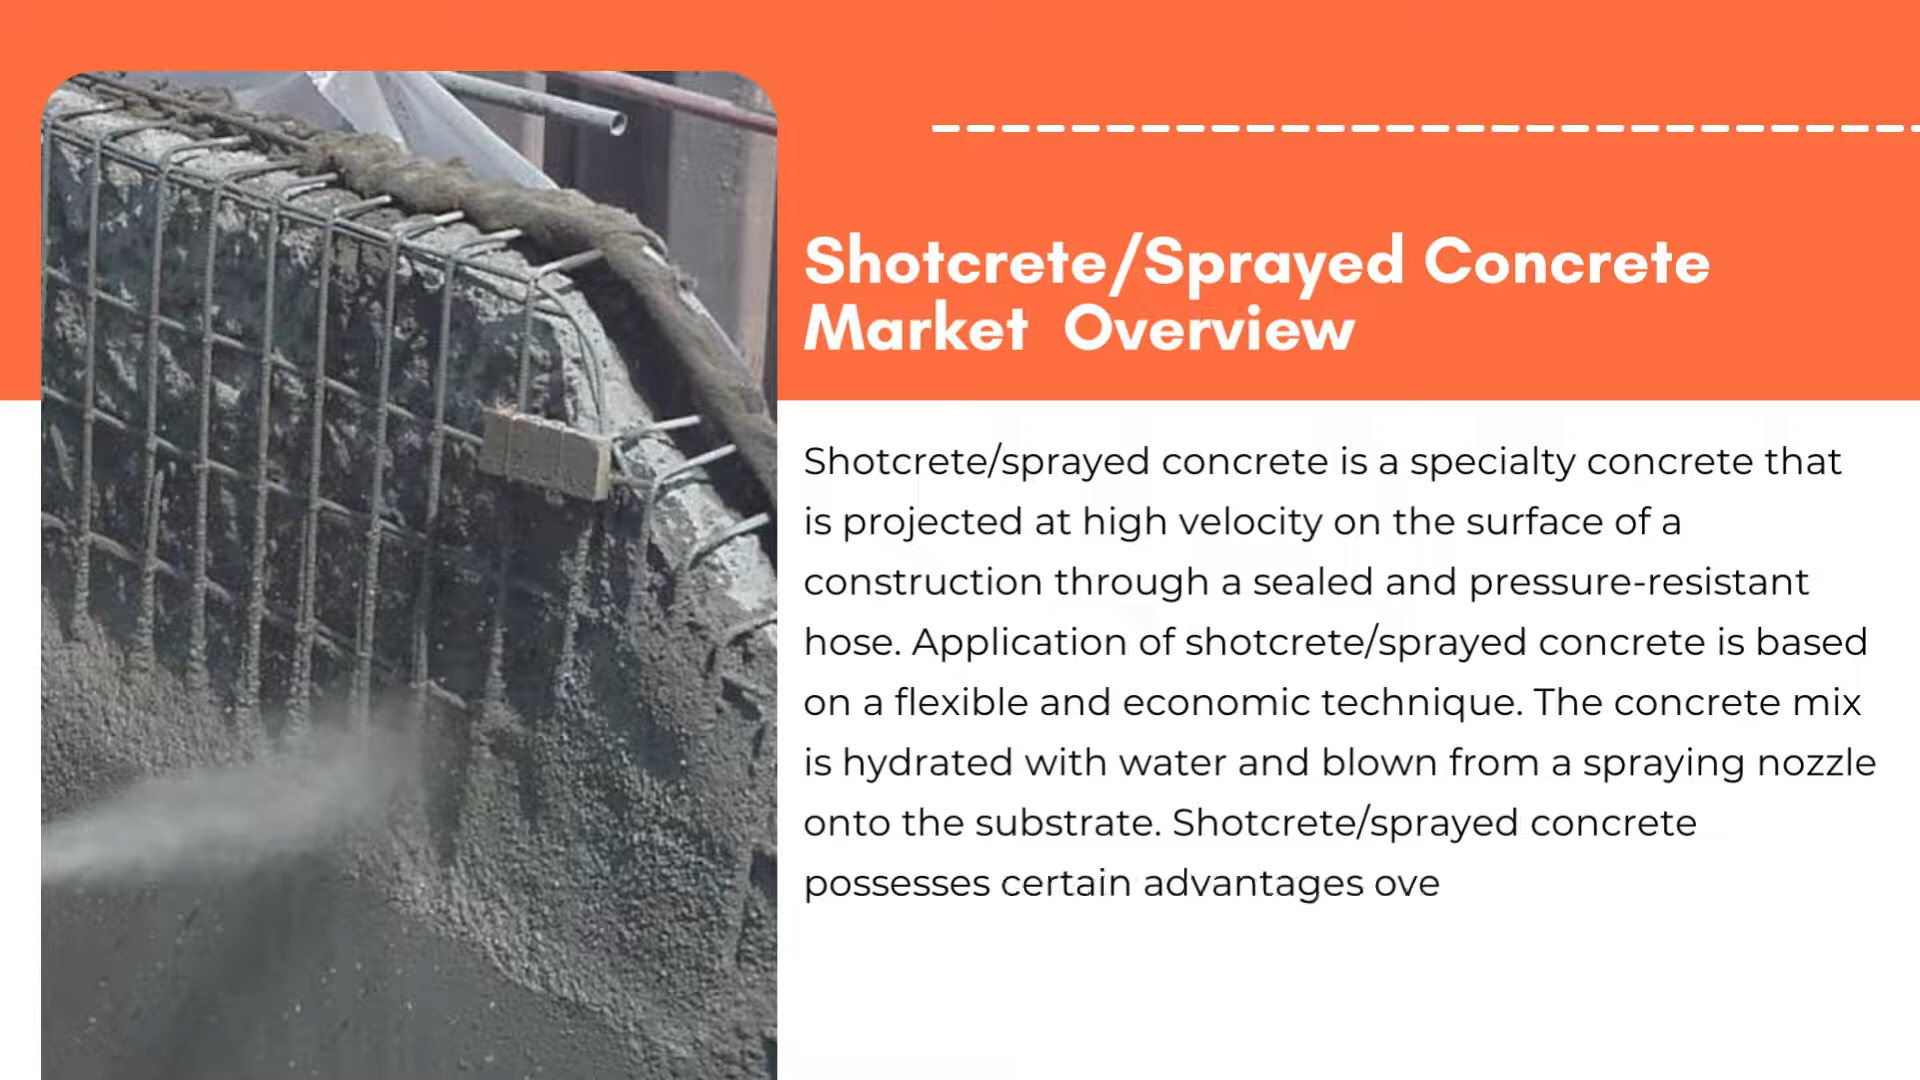 Shotcrete/Sprayed Concrete
Market Overview
Shotcrete/sprayed concrete is a specialty concrete that
is projected at high velocity on the surface of a
construction through a sealed and pressure-resistant
hose. Application of shotcrete/sprayed concrete is based
on a flexible and economic technique. The concrete mix
is hydrated with water and blown from a spraying nozzle
onto the substrate. Shotcrete/sprayed concrete
possesses certain advantages ove